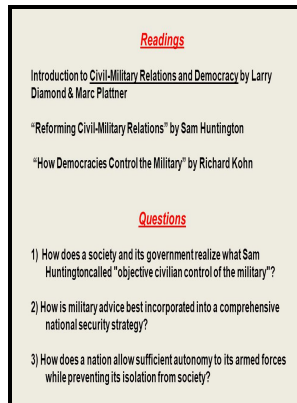 Readings
Introduction to Civil-Military Relations and Democracy by Larry
Diamond & Marc Plattner
“Reforming Civil-Military Relations” by Sam Huntington
“How Democracies Control the Military” by Richard Kohn
Questions
1) How does a society and its government realize what Sam
Huntingtoncalled "objective civilian control of the military"?
2) How is military advice best incorporated into a comprehensive
national security strategy?
3) How does a nation allow sufficient autonomy to its armed forces
while preventing its isolation from society?